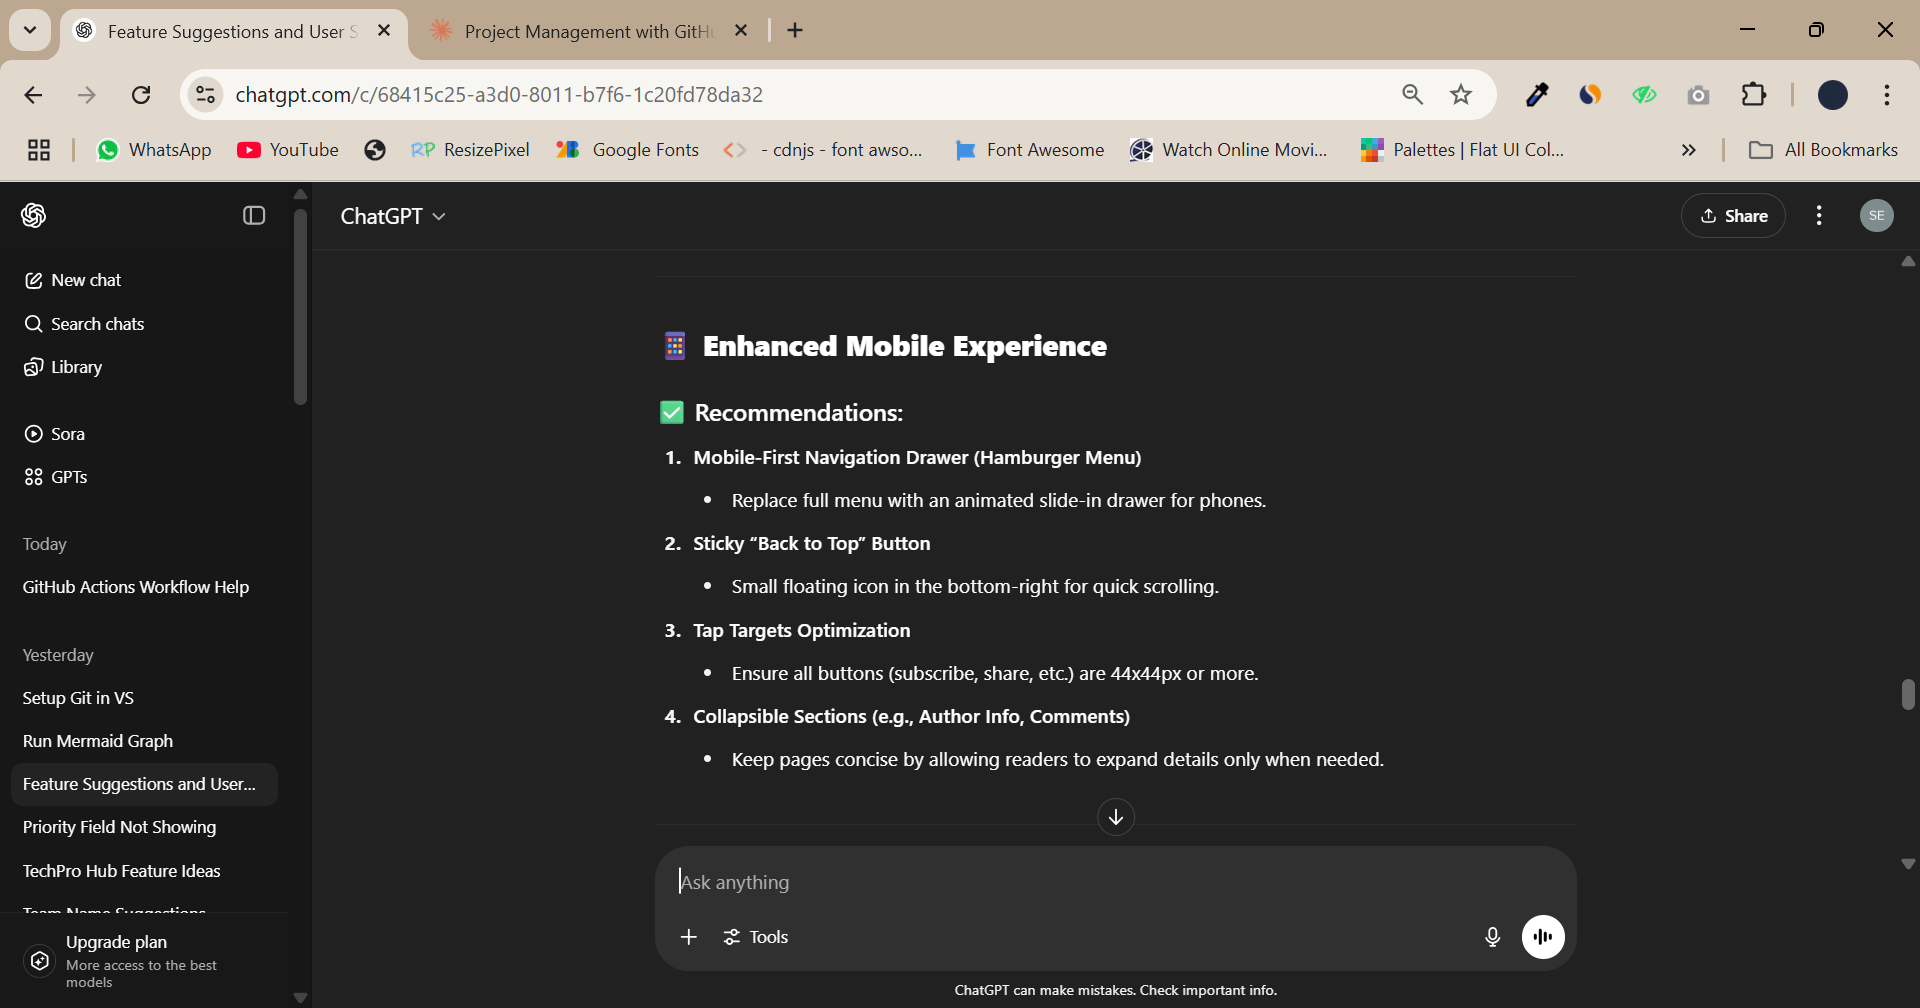 Feature Suggestions and User S
Project Management with GitHu
chatgpt.com/c/68415c25-a3d0-8011-b7f6-1c20fd78da32
WhatsApp
YouTube
RP ResizePixel
Google Fonts
- cdnjs - font awso...
Font Awesome
Watch Online Movi...
Palettes | Flat UI Col...
All Bookmarks
ChatGPT
Share
SE
New chat
Search chats
Library
Sora
GPTs
Today
GitHub Actions Workflow Help
Yesterday
Setup Git in VS
Run Mermaid Graph
Feature Suggestions and User...
Priority Field Not Showing
TechPro Hub Feature Ideas
Team Name Suggestions
Upgrade plan
More access to the best
models
Enhanced Mobile Experience
Recommendations:
1. Mobile-First Navigation Drawer (Hamburger Menu)
• Replace full menu with an animated slide-in drawer for phones.
2. Sticky “Back to Top” Button
• Small floating icon in the bottom-right for quick scrolling.
3. Tap Targets Optimization
• Ensure all buttons (subscribe, share, etc.) are 44x44px or more.
4. Collapsible Sections (e.g., Author Info, Comments)
• Keep pages concise by allowing readers to expand details only when needed.
Ask anything
Tools
ChatGPT can make mistakes. Check important info.